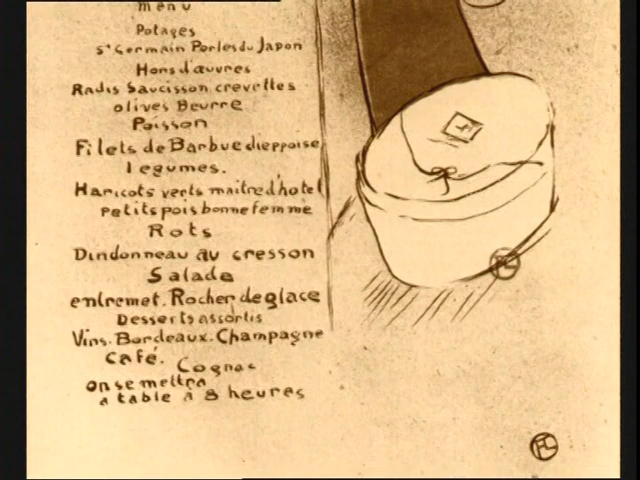 menu
Potages
St Germain Perles du Japon
Hors d'œuvres
Radis Saucisson crevettes
olives Beurre
Poisson
Filets de Barbue dieppoise
legumes.
Haricots verts maitre d'hotel
petits pois bonne femme
Rots
Dindonneau au cresson
Salade
entremet. Rocher de glace
Desserts assortis
Vins. Bordeaux. Champagne
Café. Cognac
on se mettra
a table à 8 heures